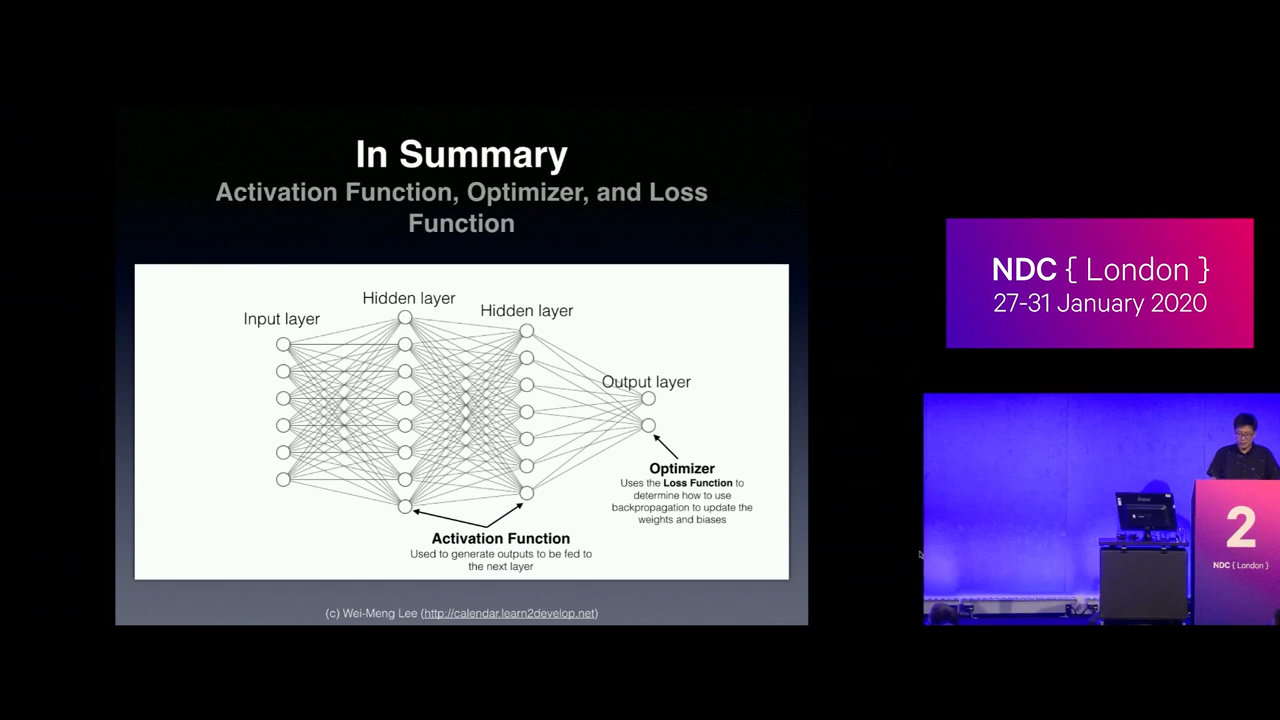 In Summary
Activation Function, Optimizer, and Loss
Function
Input layer
Hidden layer
Hidden layer
Output layer
Optimizer
Uses the Loss Function to
determine how to use
backpropagation to update the
weights and biases
Activation Function
Used to generate outputs to be fed to
the next layer
(c) Wei-Meng Lee (http://calendar.learn2develop.net)
NDC { London }
27-31 January 2020
2
NDC { London }